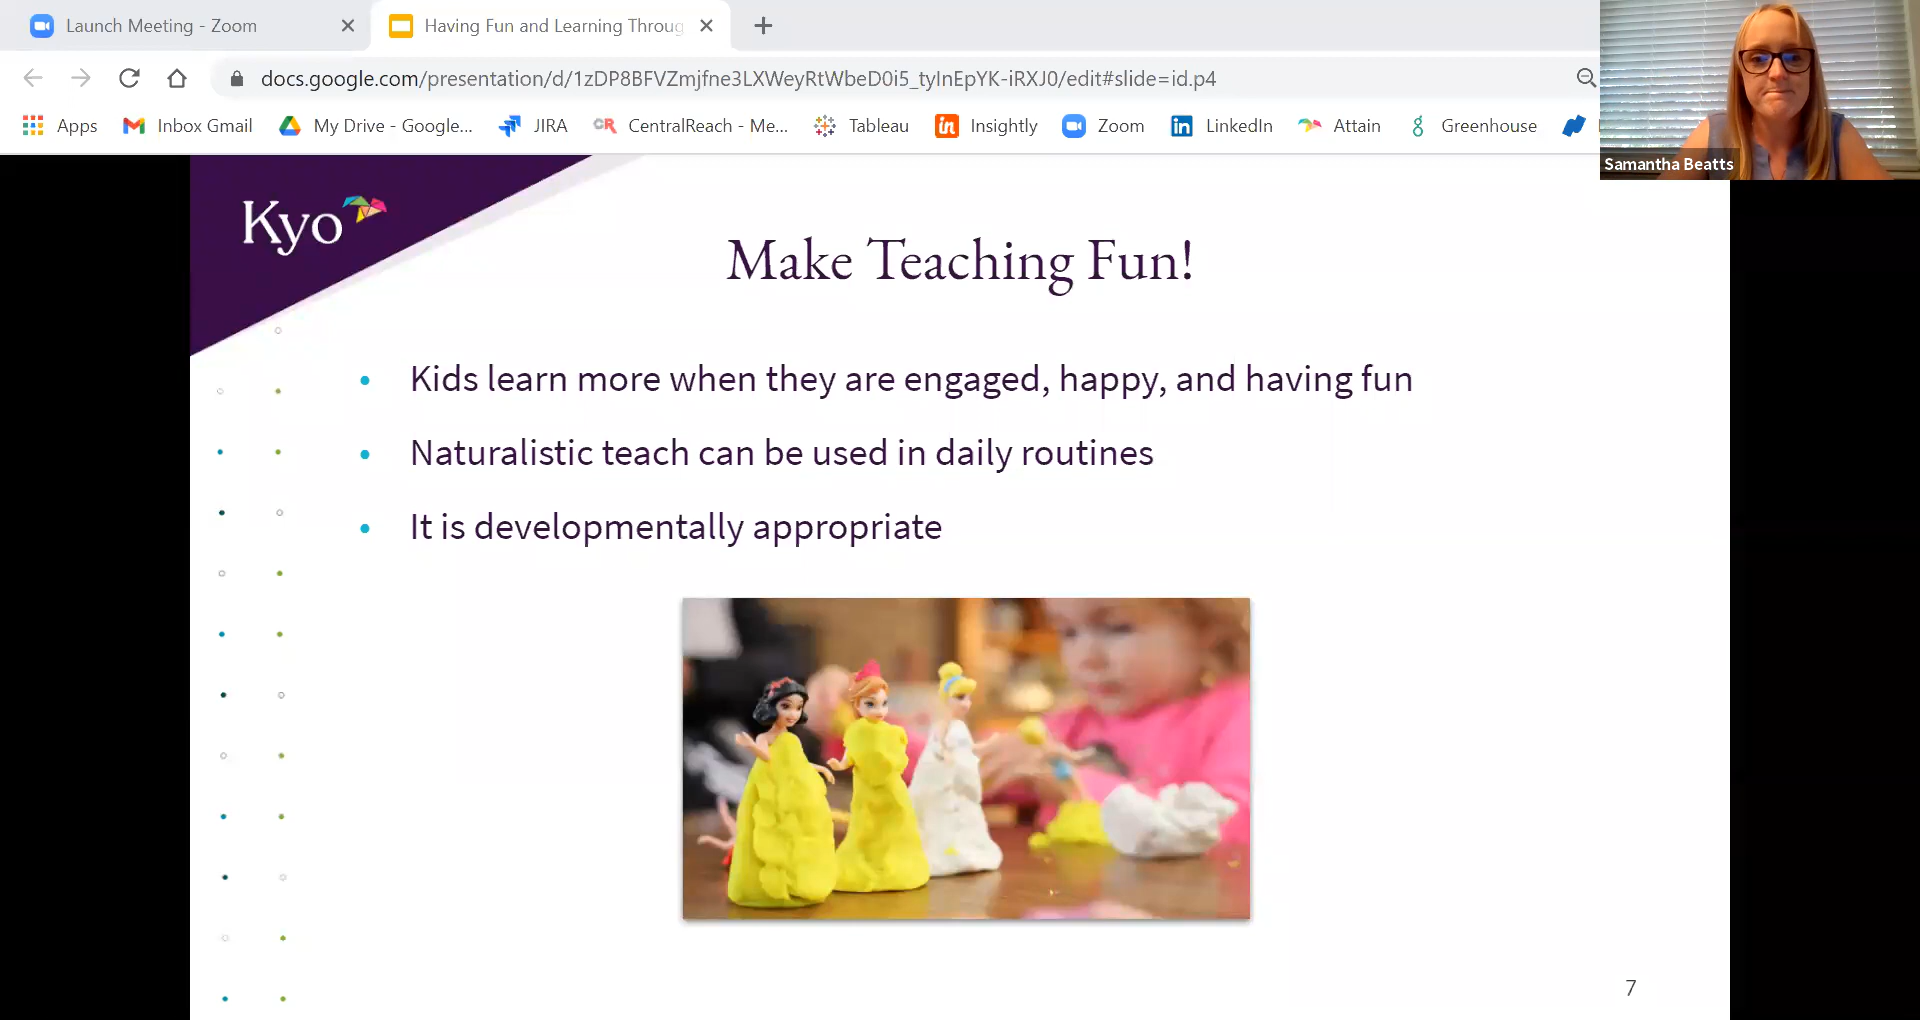 Launch Meeting - Zoom
Having Fun and Learning Throug
docs.google.com/presentation/d/1zDP8BFVZmjfne3LXWeyRtWbeD0i5_tyInEpYK-iRXJ0/edit#slide=id.p4
Apps Inbox Gmail My Drive - Google... JIRA CR CentralReach - Me... Tableau in Insightly Zoom in LinkedIn Attain Greenhouse
Samantha Beatts
Kyo
Make Teaching Fun!
• Kids learn more when they are engaged, happy, and having fun
• Naturalistic teach can be used in daily routines
• It is developmentally appropriate
7